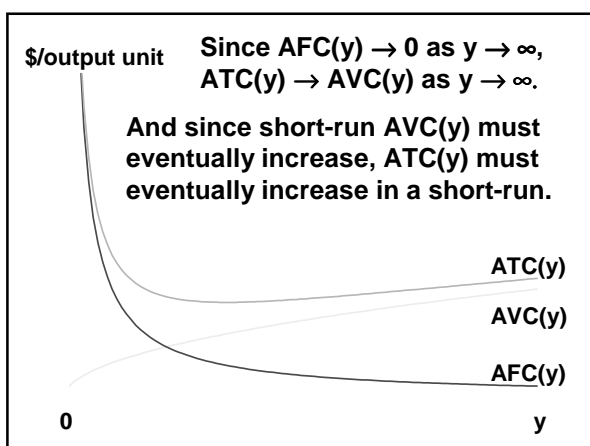 $/output unit
Since AFC(y) → 0 as y → ∞,
ATC(y) → AVC(y) as y → ∞.
And since short-run AVC(y) must
eventually increase, ATC(y) must
eventually increase in a short-run.
ATC(y)
AVC(y)
AFC(y)
0
y